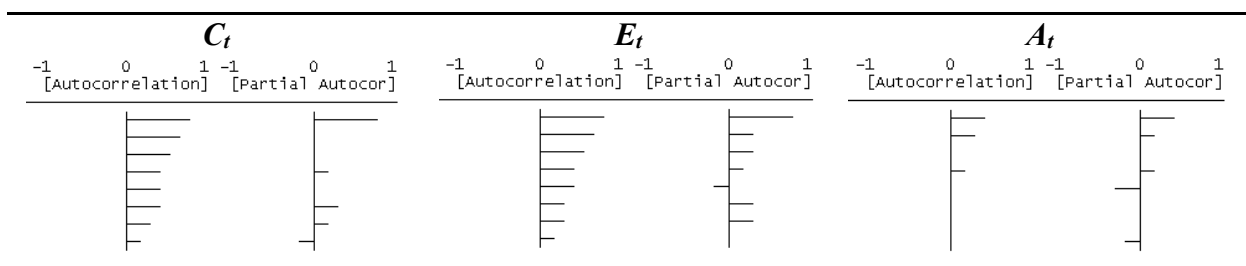 C_t E_t A_t
-1 0 1 -1 0 1 -1 0 1 -1 0 1 -1 0 1 -1 0 1
[Autocorrelation] [Partial Autocor] [Autocorrelation] [Partial Autocor] [Autocorrelation] [Partial Autocor]